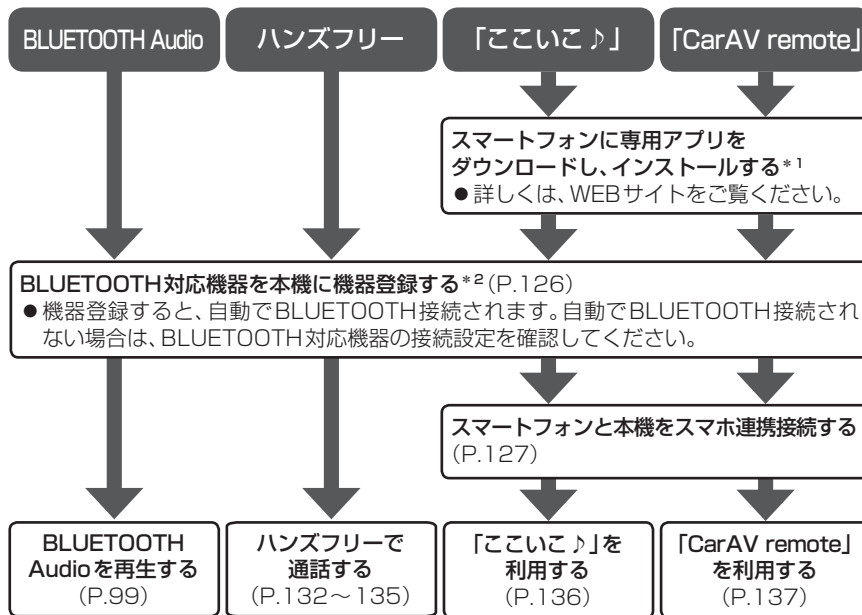 BLUETOOTH Audio
ハンズフリー
「ここいこ♪」
「CarAV remote」
スマートフォンに専用アプリを
ダウンロードし、インストールする*1
●詳しくは、WEBサイトをご覧ください。
BLUETOOTH対応機器を本機に機器登録する*2(P.126)
●機器登録すると、自動でBLUETOOTH接続されます。自動でBLUETOOTH接続され
ない場合は、BLUETOOTH対応機器の接続設定を確認してください。
スマートフォンと本機をスマホ連携接続する
(P.127)
BLUETOOTH
Audioを再生する
(P.99)
ハンズフリーで
通話する
(P.132～135)
「ここいこ♪」を
利用する
(P.136)
「CarAV remote」
を利用する
(P.137)